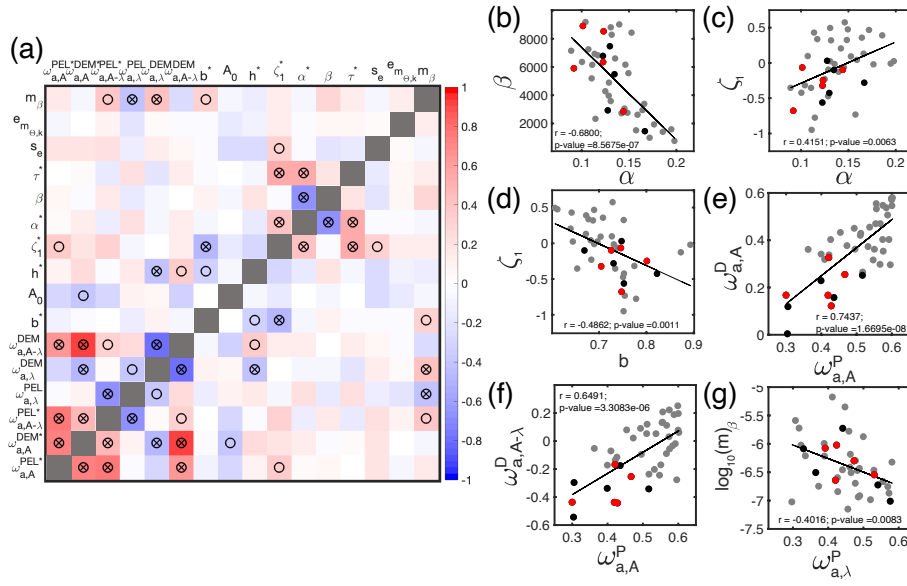 (a)
PEL* DEM* PEL* PEL DEM DEM
ω a,A ω a,A ω a,A-λ ω a,λ ω a,λ ω a,A-λ b* A0 h* ζ1* α* β τ* se em Θ,k mβ
mβ
em Θ,k
se
τ*
β
α*
ζ1*
h*
A0
b*
ω DEM a,A-λ
ω DEM a,λ
ω PEL a,λ
ω PEL* a,A-λ
ω DEM* a,A
ω PEL* a,A
1
0.8
0.6
0.4
0.2
0
-0.2
-0.4
-0.6
-0.8
-1
(b)
β
8000
6000
4000
2000
r = -0.6800;
p-value = 8.5675e-07
0.1 0.15 0.2
α
(c)
ζ1
0.5
0
-0.5
-1
r = 0.4151; p-value =0.0063
0.1 0.15 0.2
α
(d)
ζ1
0.5
0
-0.5
-1
r = -0.4862; p-value =0.0011
0.7 0.8 0.9
b
(e)
ω D a,A
0.6
0.4
0.2
0
r = 0.7437;
p-value =1.6695e-08
0.3 0.4 0.5 0.6
ω P a,A
(f)
r = 0.6491;
p-value =3.3083e-06
ω D a,A-λ
0.2
0
-0.2
-0.4
-0.6
0.3 0.4 0.5 0.6
ω P a,A
(g)
log10(m)β
-5
-5.5
-6
-6.5
-7
-7.5
r = -0.4016; p-value =0.0083
0.3 0.4 0.5 0.6
ω P a,λ